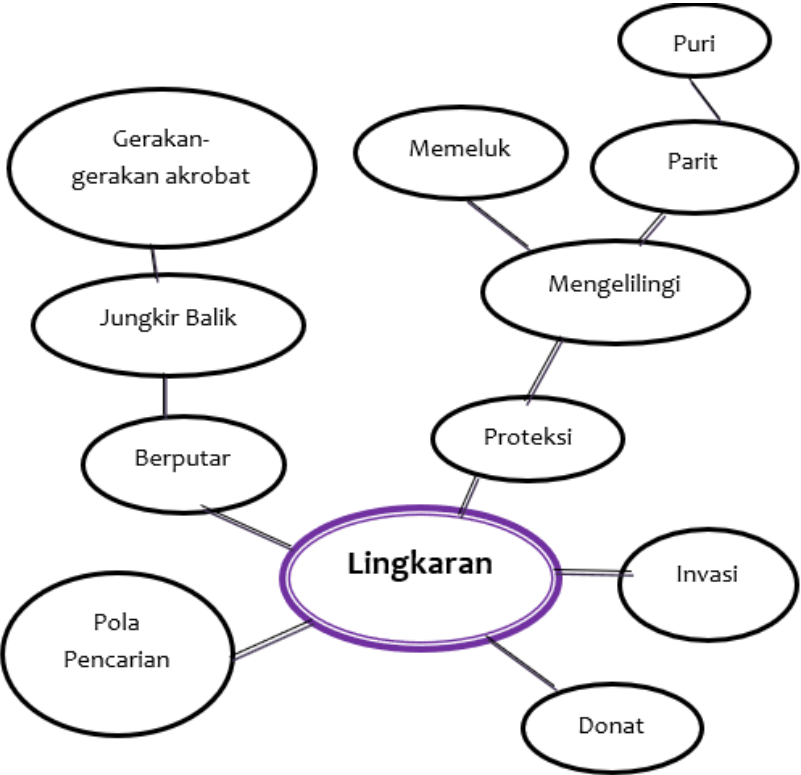 Puri
Gerakan-
gerakan akrobat
Memeluk
Parit
Mengelilingi
Jungkir Balik
Proteksi
Berputar
Lingkaran
Invasi
Pola
Pencarian
Donat